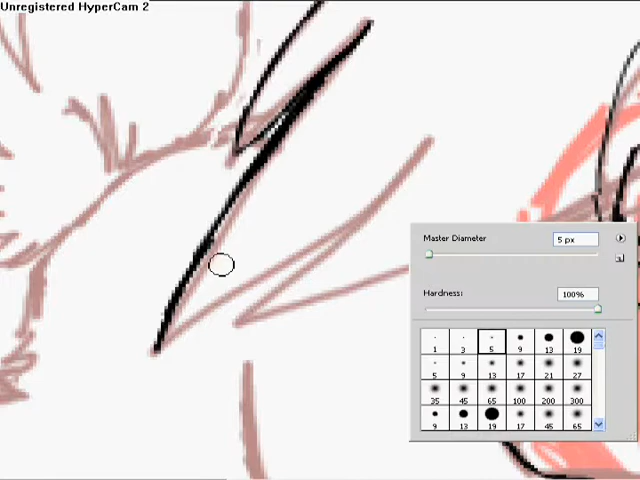 Unregistered HyperCam 2
Master Diameter 5 px
Hardness: 100%
1 3 5 9 13 19
5 9 13 17 21 27
35 45 65 100 200 300
9 13 19 17 45 65